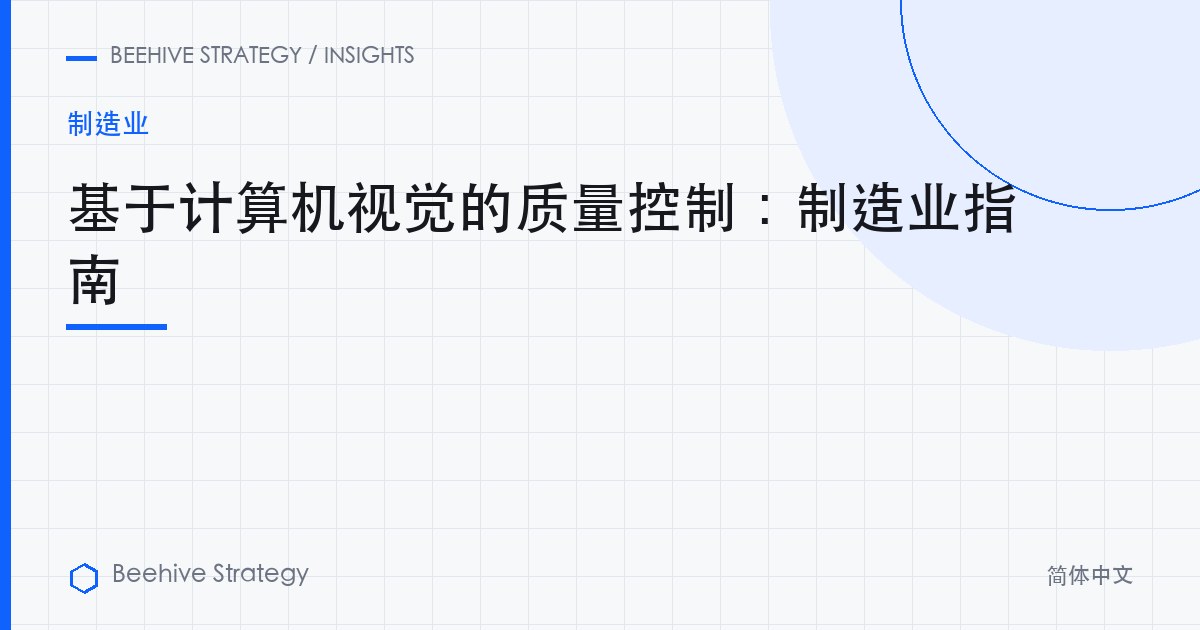 BEEHIVE STRATEGY / INSIGHTS
制造业
基于计算机视觉的质量控制：制造业指
南
Beehive Strategy
简体中文